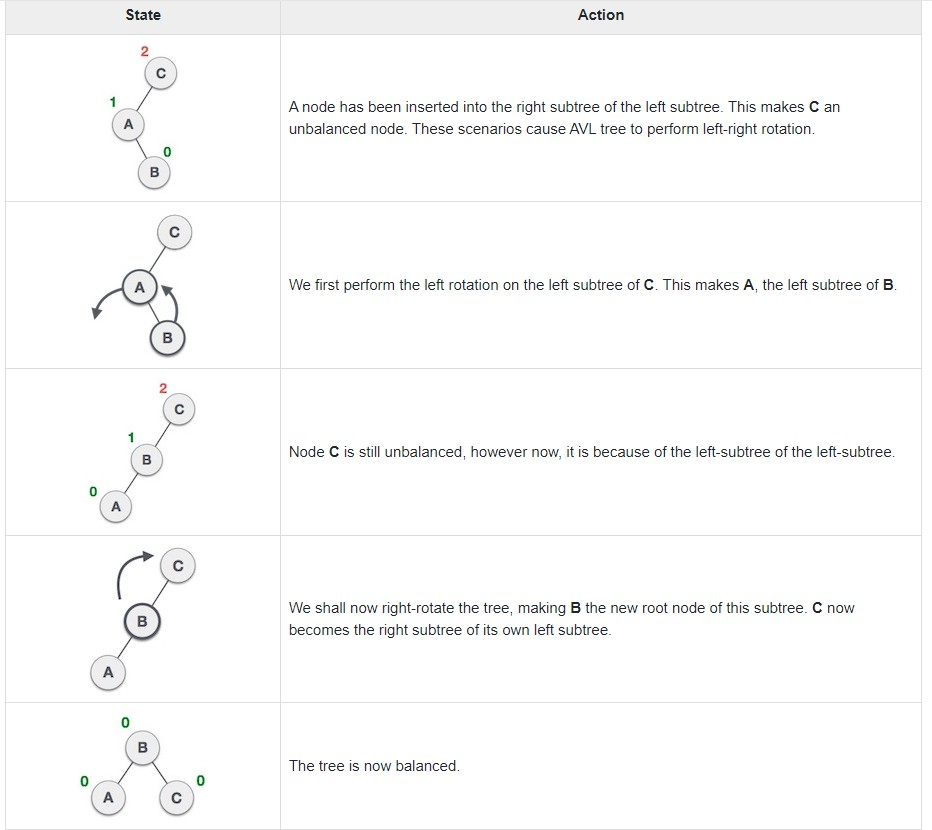 State
Action
2
C
1
A
0
B
A node has been inserted into the right subtree of the left subtree. This makes C an
unbalanced node. These scenarios cause AVL tree to perform left-right rotation.
C
A
B
We first perform the left rotation on the left subtree of C. This makes A, the left subtree of B.
2
C
1
B
0
A
Node C is still unbalanced, however now, it is because of the left-subtree of the left-subtree.
C
B
A
We shall now right-rotate the tree, making B the new root node of this subtree. C now
becomes the right subtree of its own left subtree.
0
B
0
A
0
C
The tree is now balanced.